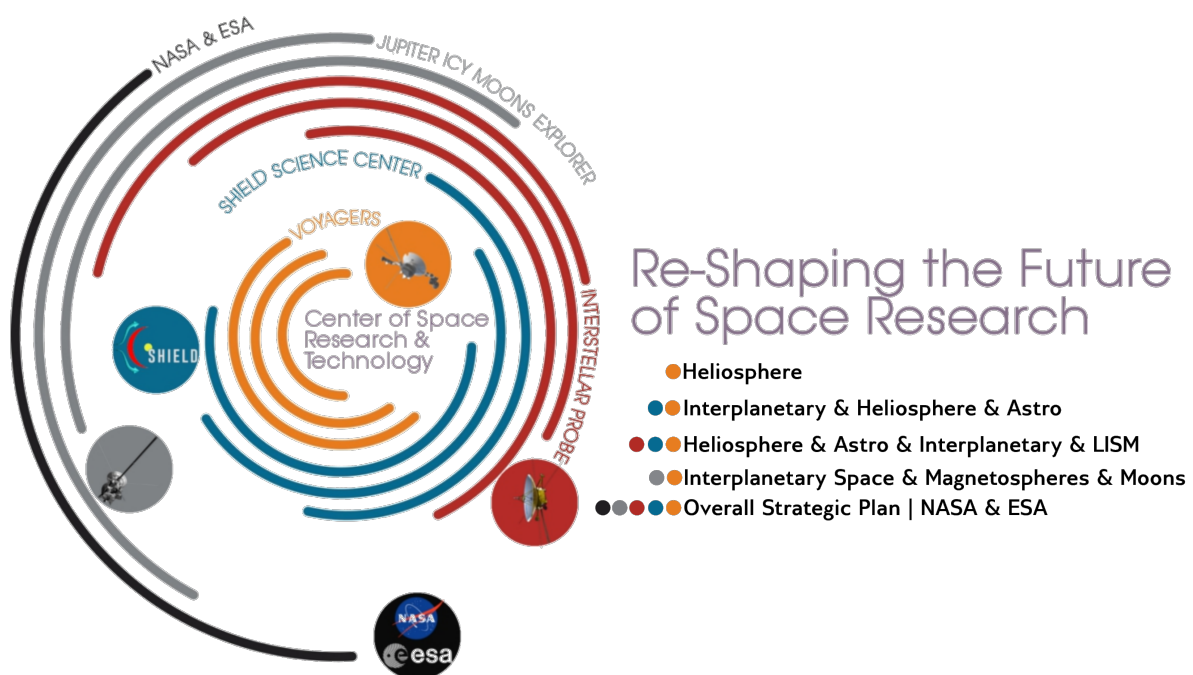 NASA & ESA
JUPITER ICY MOONS EXPLORER
SHIELD SCIENCE CENTER
VOYAGERS
INTERSTELLAR PROBE
Center of Space
Research &
Technology
SHIELD
NASA
esa
Re-Shaping the Future
of Space Research
Heliosphere
Interplanetary & Heliosphere & Astro
Heliosphere & Astro & Interplanetary & LISM
Interplanetary Space & Magnetospheres & Moons
Overall Strategic Plan | NASA & ESA